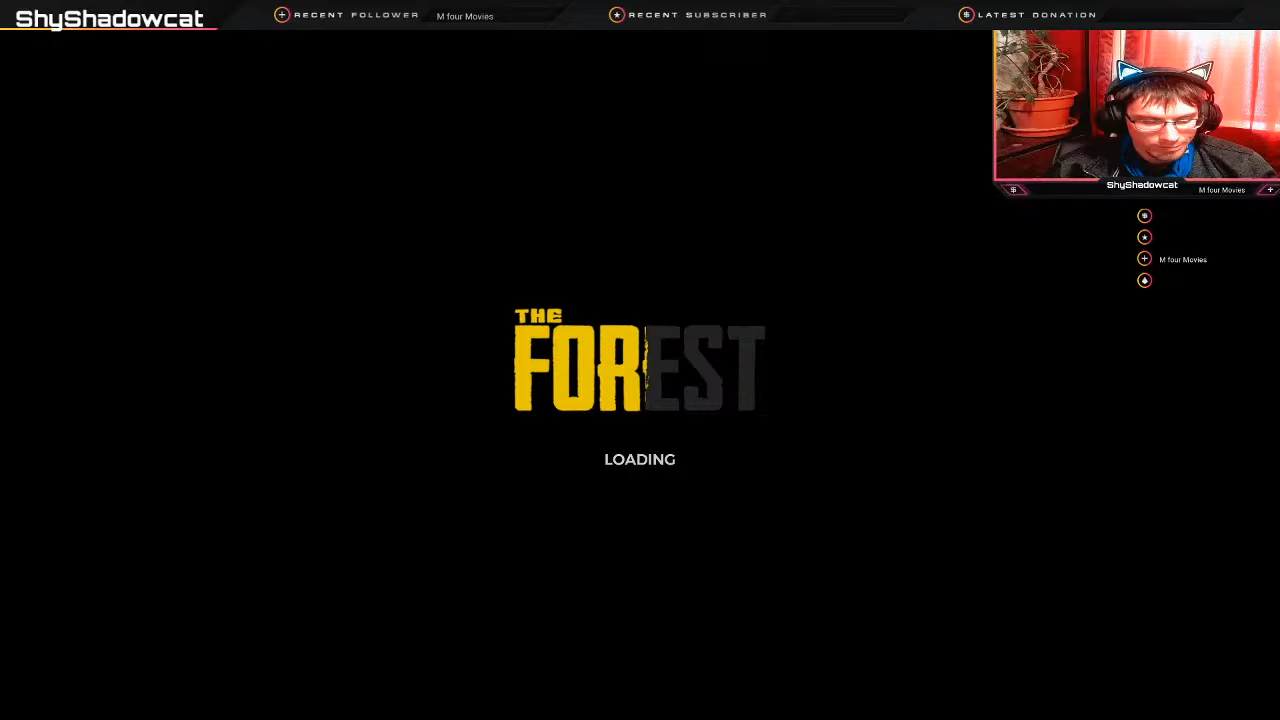 ShyShadowcat
RECENT FOLLOWER M four Movies
RECENT SUBSCRIBER
LATEST DONATION
ShyShadowcat
M four Movies
M four Movies
THE
FOREST
LOADING